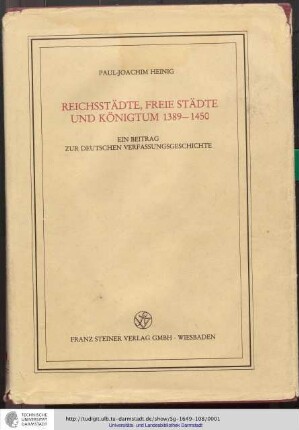 PAUL-JOACHIM HEINIG
REICHSSTÄDTE, FREIE STÄDTE
UND KÖNIGTUM 1389–1450
EIN BEITRAG
ZUR DEUTSCHEN VERFASSUNGSGESCHICHTE
FRANZ STEINER VERLAG GMBH · WIESBADEN
TECHNISCHE
UNIVERSITÄT
DARMSTADT
http://tudigit.ulb.tu-darmstadt.de/show/Sg-1649-108/0001
Universitäts- und Landesbibliothek Darmstadt